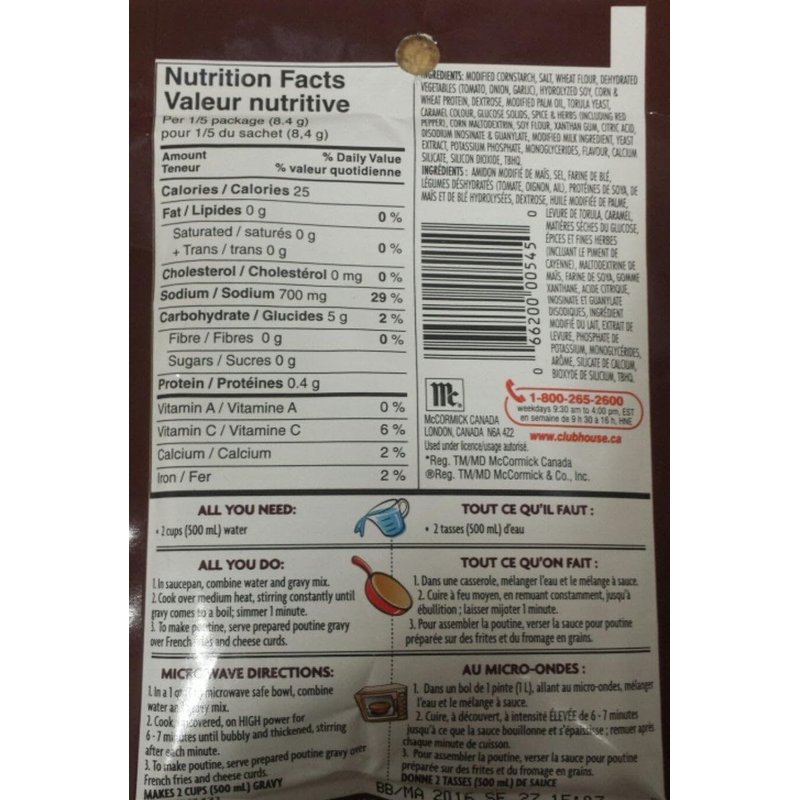 Nutrition Facts
Valeur nutritive
Per 1/5 package (8.4 g)
pour 1/5 du sachet (8,4 g)
Amount % Daily Value
Teneur % valeur quotidienne
Calories / Calories 25
Fat / Lipides 0 g 0 %
Saturated / saturés 0 g
+ Trans / trans 0 g 0 %
Cholesterol / Cholestérol 0 mg 0 %
Sodium / Sodium 700 mg 29 %
Carbohydrate / Glucides 5 g 2 %
Fibre / Fibres 0 g 0 %
Sugars / Sucres 0 g
Protein / Protéines 0.4 g
Vitamin A / Vitamine A 0 %
Vitamin C / Vitamine C 6 %
Calcium / Calcium 2 %
Iron / Fer 2 %
INGREDIENTS: MODIFIED CORNSTARCH, SALT, WHEAT FLOUR, DEHYDRATED
VEGETABLES (TOMATO, ONION, GARLIC), HYDROLYZED SOY, CORN &
WHEAT PROTEIN, DEXTROSE, MODIFIED PALM OIL, TORULA YEAST,
CARAMEL COLOUR, GLUCOSE SOLIDS, SPICE & HERBS (INCLUDING RED
PEPPER), CORN MALTODEXTRIN, SOY FLOUR, XANTHAN GUM, CITRIC ACID,
DISODIUM INOSINATE & GUANYLATE, MODIFIED MILK INGREDIENT, YEAST
EXTRACT, POTASSIUM PHOSPHATE, MONOGLYCERIDES, FLAVOUR, CALCIUM
SILICATE, SILICON DIOXIDE, TBHQ.
INGRÉDIENTS : AMIDON MODIFIÉ DE MAÏS, SEL, FARINE DE BLÉ,
LÉGUMES DÉSHYDRATÉS (TOMATE, OIGNON, AIL), PROTÉINES DE SOYA, DE
MAÏS ET DE BLÉ HYDROLYSÉES, DEXTROSE, HUILE MODIFIÉE DE PALME,
LEVURE DE TORULA, CARAMEL,
MATIÈRES SÈCHES DU GLUCOSE,
ÉPICES ET FINES HERBES
(INCLUANT LE PIMENT DE
CAYENNE), MALTODEXTRINE DE
MAÏS, FARINE DE SOYA, GOMME
XANTHANE, ACIDE CITRIQUE,
INOSINATE ET GUANYLATE
DISODIQUES, INGRÉDIENT
MODIFIÉ DU LAIT, EXTRAIT DE
LEVURE, PHOSPHATE DE
POTASSIUM, MONOGLYCÉRIDES,
ARÔME, SILICATE DE CALCIUM,
BIOXYDE DE SILICIUM, TBHQ.
0 66200 00545 0
Mc
McCORMICK CANADA
LONDON, CANADA N6A 4Z2
Used under licence/usage autorisé.
*Reg. TM/MD McCormick Canada
®Reg. TM/MD McCormick & Co., Inc.
1-800-265-2600
weekdays 9:30 am to 4:00 pm, EST
en semaine de 9 h 30 à 16 h, HNE
www.clubhouse.ca
ALL YOU NEED:
• 2 cups (500 mL) water
TOUT CE QU'IL FAUT :
• 2 tasses (500 mL) d'eau
ALL YOU DO:
1. In saucepan, combine water and gravy mix.
2. Cook over medium heat, stirring constantly until
gravy comes to a boil; simmer 1 minute.
3. To make poutine, serve prepared poutine gravy
over French fries and cheese curds.
TOUT CE QU'ON FAIT :
1. Dans une casserole, mélanger l'eau et le mélange à sauce.
2. Cuire à feu moyen, en remuant constamment, jusqu'à
ébullition ; laisser mijoter 1 minute.
3. Pour assembler la poutine, verser la sauce pour poutine
préparée sur des frites et du fromage en grains.
MICROWAVE DIRECTIONS:
1. In a 1 microwave safe bowl, combine
water and gravy mix.
2. Cook, uncovered, on HIGH power for
6 - 7 minutes until bubbly and thickened, stirring
after each minute.
3. To make poutine, serve prepared poutine gravy over
French fries and cheese curds.
MAKES 2 CUPS (500 mL) GRAVY
AU MICRO-ONDES :
1. Dans un bol de 1 pinte (1 L), allant au micro-ondes, mélanger
l'eau et le mélange à sauce.
2. Cuire, à découvert, à intensité ÉLEVÉE de 6 - 7 minutes
jusqu'à ce que la sauce bouillonne et s'épaississe ; remuer après
chaque minute de cuisson.
3. Pour assembler la poutine, verser la sauce pour poutine
préparée sur des frites et du fromage en grains.
DONNE 2 TASSES (500 mL) DE SAUCE
BB/MA 2016 SE 27